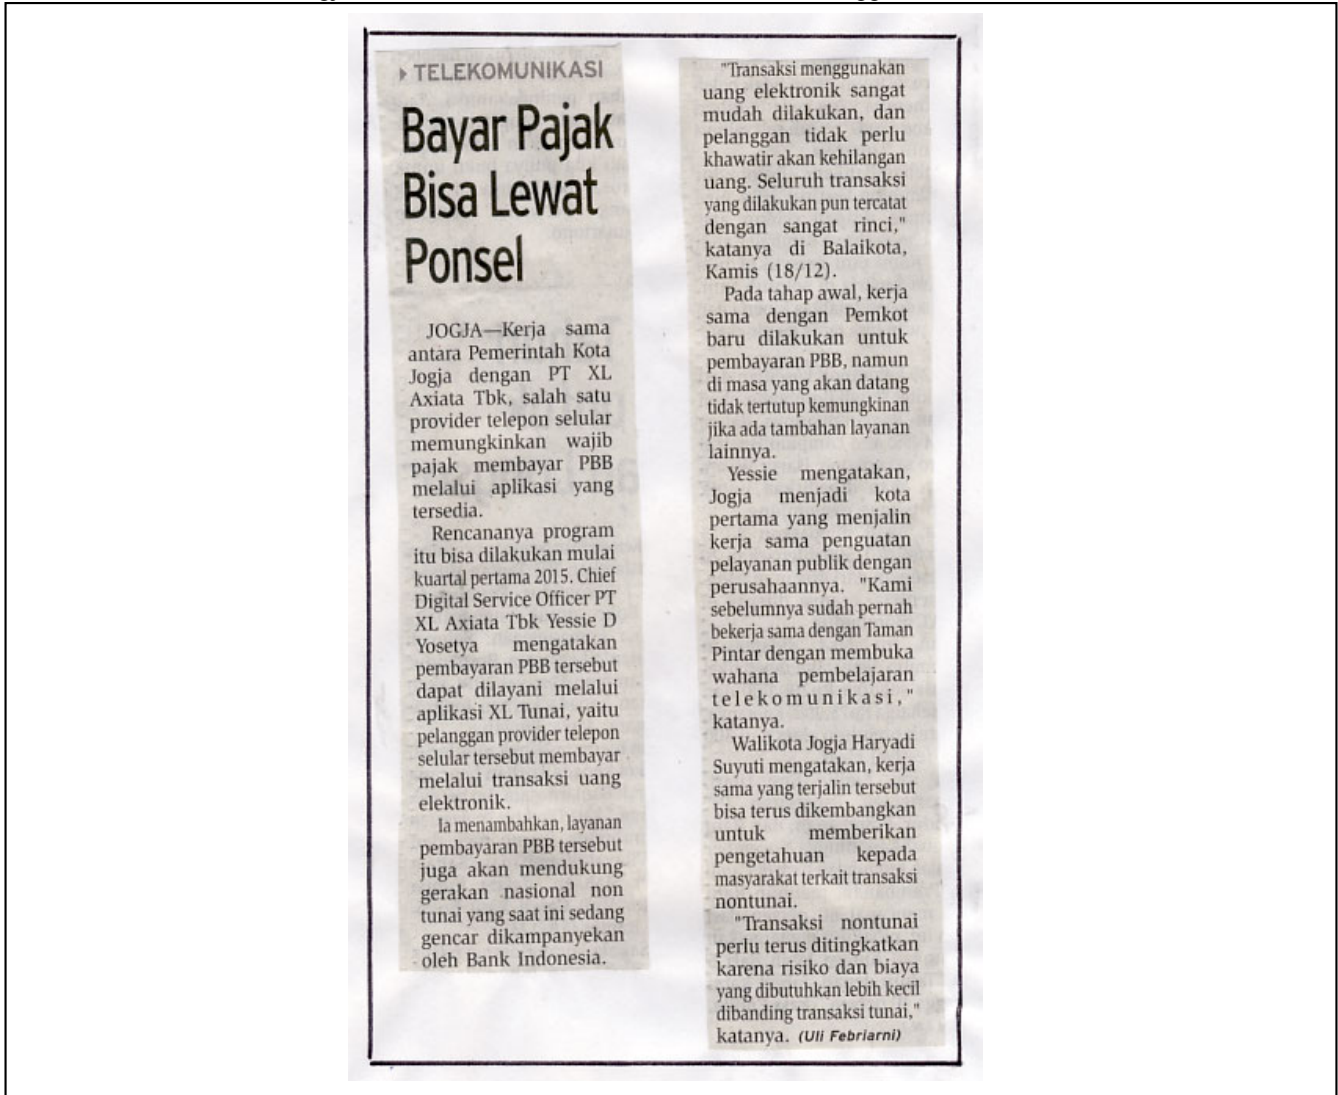 TELEKOMUNIKASI
Bayar Pajak
Bisa Lewat
Ponsel
JOGJA—Kerja sama
antara Pemerintah Kota
Jogja dengan PT XL
Axiata Tbk, salah satu
provider telepon selular
memungkinkan wajib
pajak membayar PBB
melalui aplikasi yang
tersedia.
Rencananya program
itu bisa dilakukan mulai
kuartal pertama 2015. Chief
Digital Service Officer PT
XL Axiata Tbk Yessie D
Yosetya mengatakan
pembayaran PBB tersebut
dapat dilayani melalui
aplikasi XL Tunai, yaitu
pelanggan provider telepon
selular tersebut membayar
melalui transaksi uang
elektronik.
Ia menambahkan, layanan
pembayaran PBB tersebut
juga akan mendukung
gerakan nasional non
tunai yang saat ini sedang
gencar dikampanyekan
oleh Bank Indonesia.
"Transaksi menggunakan
uang elektronik sangat
mudah dilakukan, dan
pelanggan tidak perlu
khawatir akan kehilangan
uang. Seluruh transaksi
yang dilakukan pun tercatat
dengan sangat rinci,"
katanya di Balaikota,
Kamis (18/12).
Pada tahap awal, kerja
sama dengan Pemkot
baru dilakukan untuk
pembayaran PBB, namun
di masa yang akan datang
tidak tertutup kemungkinan
jika ada tambahan layanan
lainnya.
Yessie mengatakan,
Jogja menjadi kota
pertama yang menjalin
kerja sama penguatan
pelayanan publik dengan
perusahaannya. "Kami
sebelumnya sudah pernah
bekerja sama dengan Taman
Pintar dengan membuka
wahana pembelajaran
telekomunikasi,"
katanya.
Walikota Jogja Haryadi
Suyuti mengatakan, kerja
sama yang terjalin tersebut
bisa terus dikembangkan
untuk memberikan
pengetahuan kepada
masyarakat terkait transaksi
nontunai.
"Transaksi nontunai
perlu terus ditingkatkan
karena risiko dan biaya
yang dibutuhkan lebih kecil
dibanding transaksi tunai,"
katanya. (Uli Febriarni)